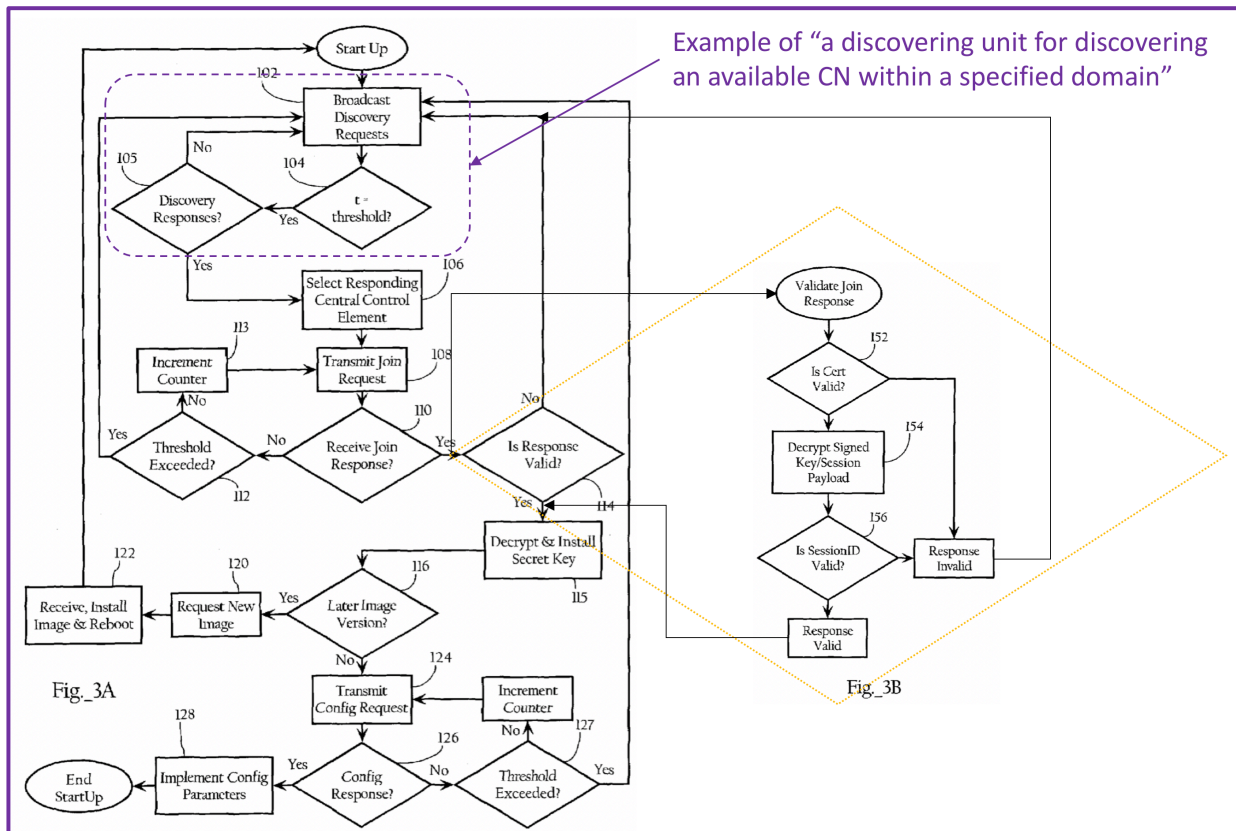 Start Up
Example of “a discovering unit for discovering
an available CN within a specified domain”
102
Broadcast
Discovery
Requests
No
105
104
Discovery
Responses?
Yes
t =
threshold?
Yes
106
Select Responding
Central Control
Element
Validate Join
Response
113
Increment
Counter
Transmit Join
Request
108
152
Is Cert
Valid?
No
No
110
Yes
Threshold
Exceeded?
No
Receive Join
Response?
Yes
Is Response
Valid?
154
Decrypt Signed
Key/Session
Payload
112
Yes
114
156
Decrypt & Install
Secret Key
115
Is SessionID
Valid?
Response
Invalid
122
120
116
Receive, Install
Image & Reboot
Request New
Image
Yes
Later Image
Version?
Response
Valid
No
124
Fig._3A
Transmit
Config Request
Increment
Counter
Fig._3B
128
126
No
127
End
StartUp
Implement Config
Parameters
Yes
Config
Response?
No
Threshold
Exceeded?
Yes